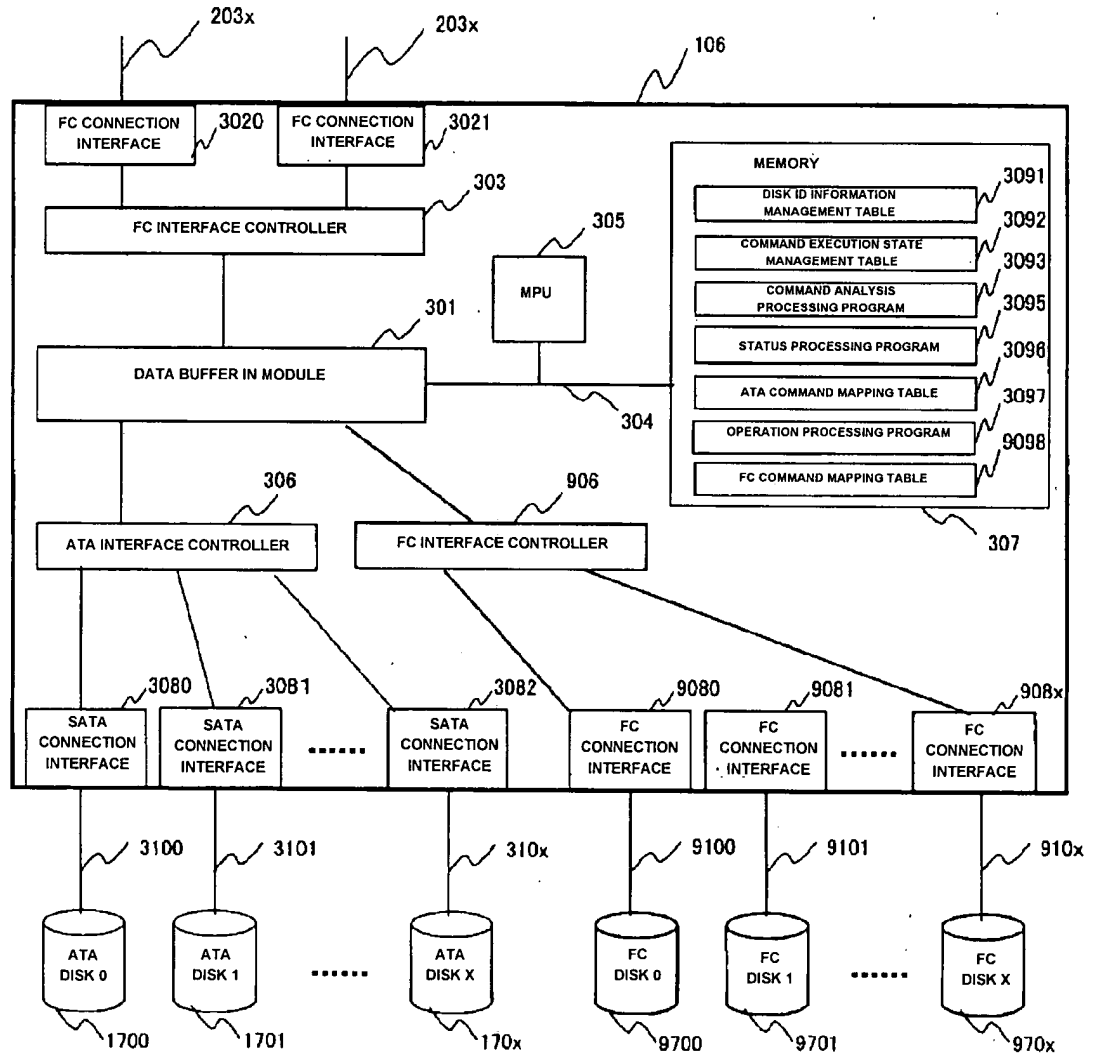 203x
203x
106
FC CONNECTION
INTERFACE
3020
FC CONNECTION
INTERFACE
3021
303
FC INTERFACE CONTROLLER
305
MPU
301
DATA BUFFER IN MODULE
304
MEMORY
DISK ID INFORMATION
MANAGEMENT TABLE
3091
COMMAND EXECUTION STATE
MANAGEMENT TABLE
3092
COMMAND ANALYSIS
PROCESSING PROGRAM
3093
STATUS PROCESSING PROGRAM
3095
ATA COMMAND MAPPING TABLE
3096
OPERATION PROCESSING PROGRAM
3097
FC COMMAND MAPPING TABLE
9098
307
306
ATA INTERFACE CONTROLLER
906
FC INTERFACE CONTROLLER
3080
SATA
CONNECTION
INTERFACE
3081
SATA
CONNECTION
INTERFACE
3082
SATA
CONNECTION
INTERFACE
9080
FC
CONNECTION
INTERFACE
9081
FC
CONNECTION
INTERFACE
908x
FC
CONNECTION
INTERFACE
3100
3101
310x
9100
9101
910x
ATA
DISK 0
ATA
DISK 1
ATA
DISK X
FC
DISK 0
FC
DISK 1
FC
DISK X
1700
1701
170x
9700
9701
970x